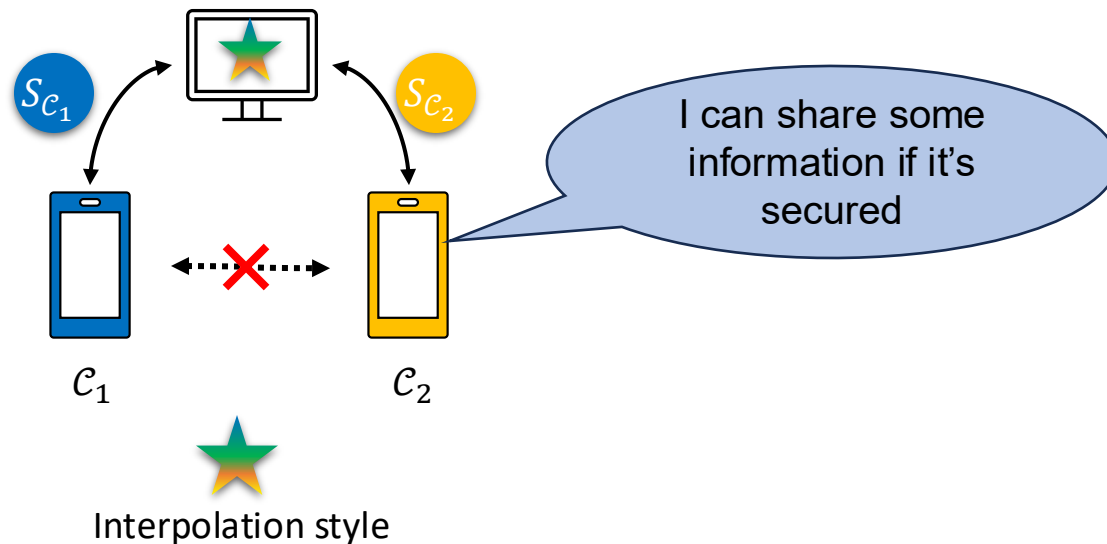 S_{𝒞_1}
S_{𝒞_2}
I can share some
information if it’s
secured
𝒞_1
𝒞_2
Interpolation style